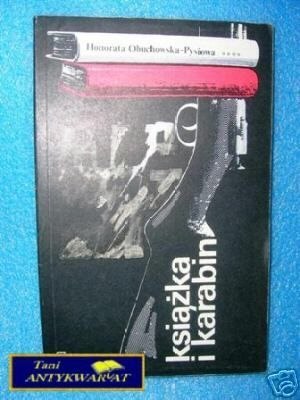 Honorata Obuchowska-Pysiowa
książka
i karabin
Tani
ANTYKWARIAT